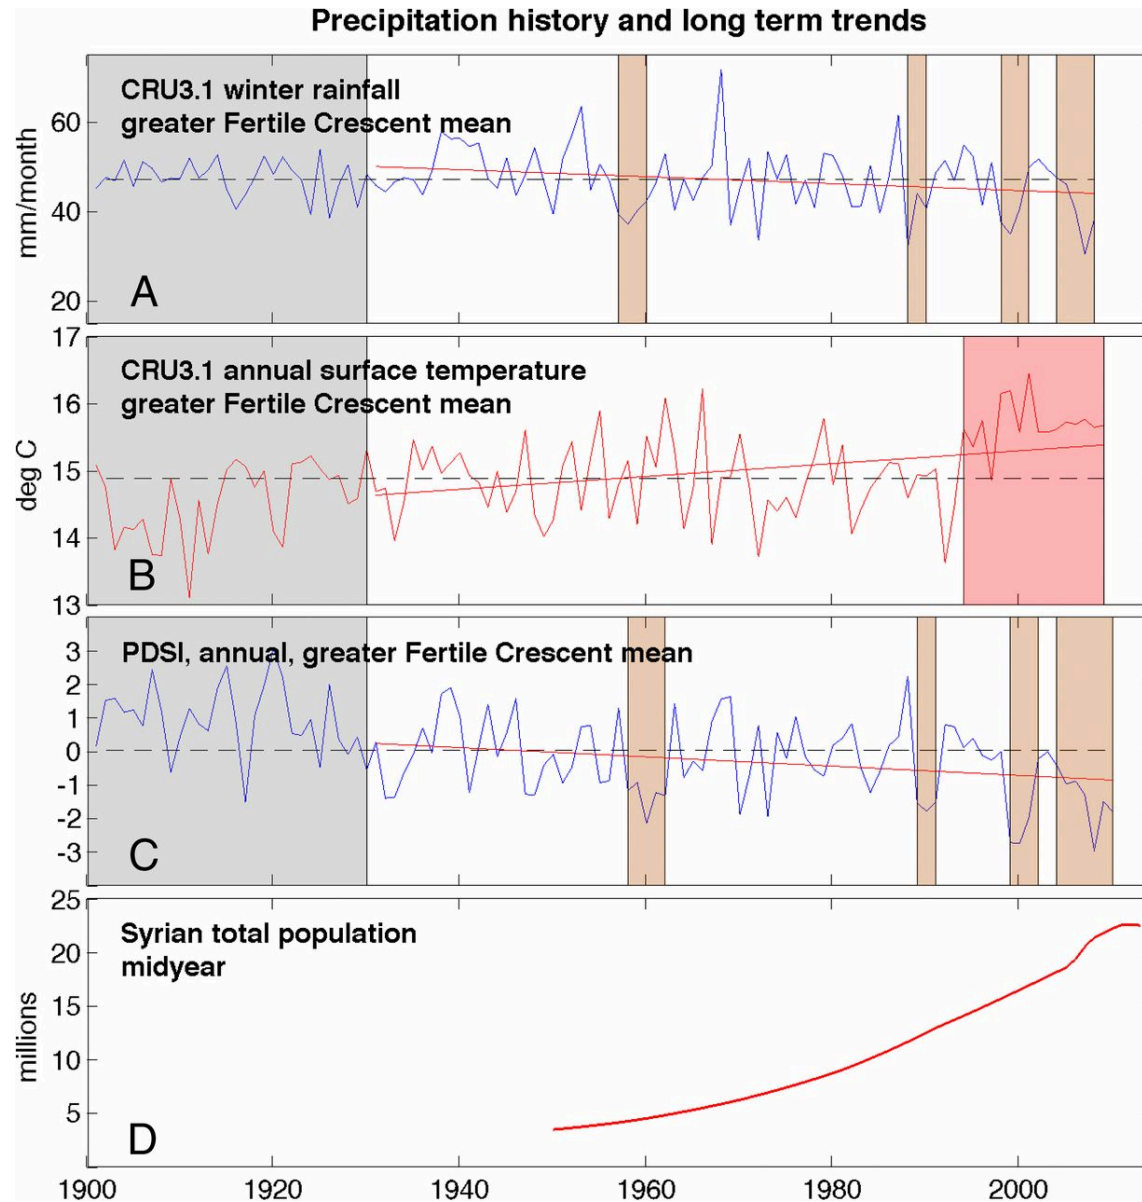 Precipitation history and long term trends
CRU3.1 winter rainfall
greater Fertile Crescent mean
mm/month
60
40
20
A
CRU3.1 annual surface temperature
greater Fertile Crescent mean
deg C
17
16
15
14
13
B
PDSI, annual, greater Fertile Crescent mean
3
2
1
0
-1
-2
-3
C
Syrian total population
midyear
millions
25
20
15
10
5
D
1900 1920 1940 1960 1980 2000